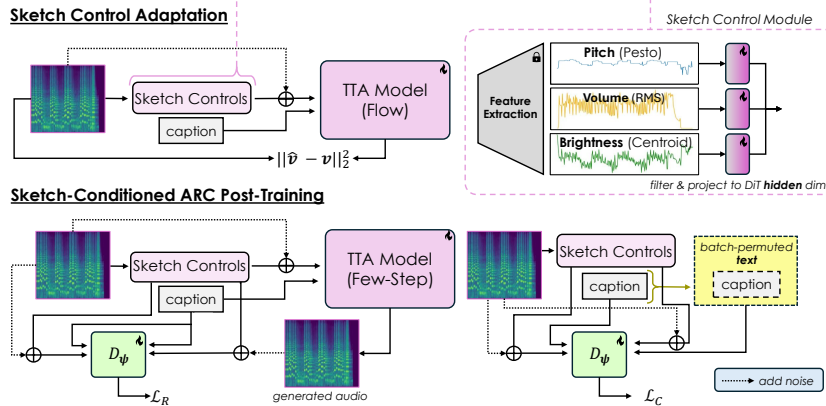 Sketch Control Adaptation
Sketch Controls
caption
TTA Model
(Flow)
||v̂ − v||₂²
Sketch Control Module
Feature
Extraction
Pitch (Pesto)
Volume (RMS)
Brightness (Centroid)
filter & project to DiT hidden dim
Sketch-Conditioned ARC Post-Training
Sketch Controls
caption
TTA Model
(Few-Step)
D_ψ
generated audio
ℒ_R
Sketch Controls
caption
batch-permuted
text
caption
D_ψ
ℒ_C
add noise